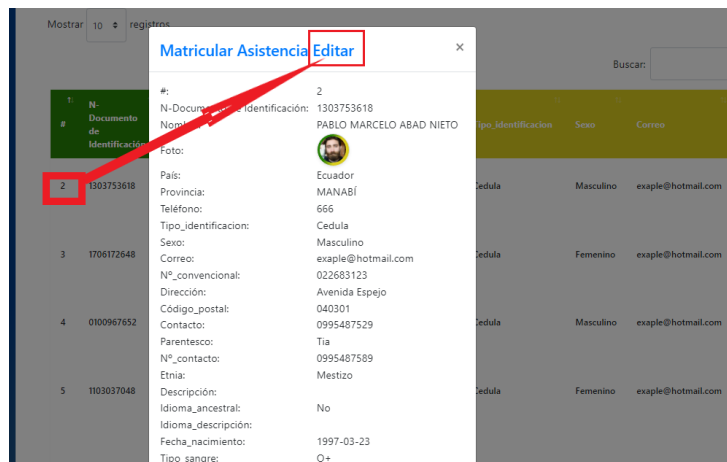 Mostrar 10 registros
Matricular Asistencia Editar ×
Buscar:
#
N-
Documento
de
Identificación
Tipo_identificacion Sexo Correo
#: 2
N-Documento de Identificación: 1303753618
PABLO MARCELO ABAD NIETO
Foto:
País: Ecuador
2 1303753618 Cedula Masculino exaple@hotmail.com
Provincia: MANABÍ
Teléfono: 666
Tipo_identificacion: Cedula
Sexo: Masculino
3 1706172648 Cedula Femenino exaple@hotmail.com
Correo: exaple@hotmail.com
Nº_convencional: 022683123
Dirección: Avenida Espejo
Código_postal: 040301
4 0100967652 Cedula Masculino exaple@hotmail.com
Contacto: 0995487529
Parentesco: Tia
Nº_contacto: 0995487589
Etnia: Mestizo
5 1103037048 Cedula Femenino exaple@hotmail.com
Descripción:
Idioma_ancestral: No
Idioma_descripción:
Fecha_nacimiento: 1997-03-23
Tipo_sangre: O+